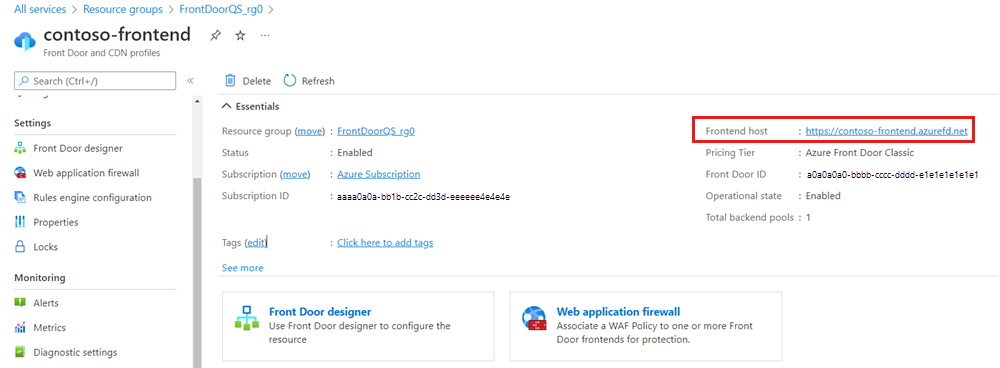 All services > Resource groups > FrontDoorQS_rg0 >
contoso-frontend
Front Door and CDN profiles
Search (Ctrl+/)
Settings
Front Door designer
Web application firewall
Rules engine configuration
Properties
Locks
Monitoring
Alerts
Metrics
Diagnostic settings
Delete Refresh
Essentials
Resource group (move) : FrontDoorQS_rg0
Status : Enabled
Subscription (move) : Azure Subscription
Subscription ID : aaaa0a0a-bb1b-cc2c-dd3d-eeeeee4e4e4e
Tags (edit) : Click here to add tags
See more
Frontend host : https://contoso-frontend.azurefd.net
Pricing Tier : Azure Front Door Classic
Front Door ID : a0a0a0a0-bbbb-cccc-dddd-e1e1e1e1e1e1
Operational state : Enabled
Total backend pools : 1
Front Door designer
Use Front Door designer to configure the
resource
Web application firewall
Associate a WAF Policy to one or more Front
Door frontends for protection.